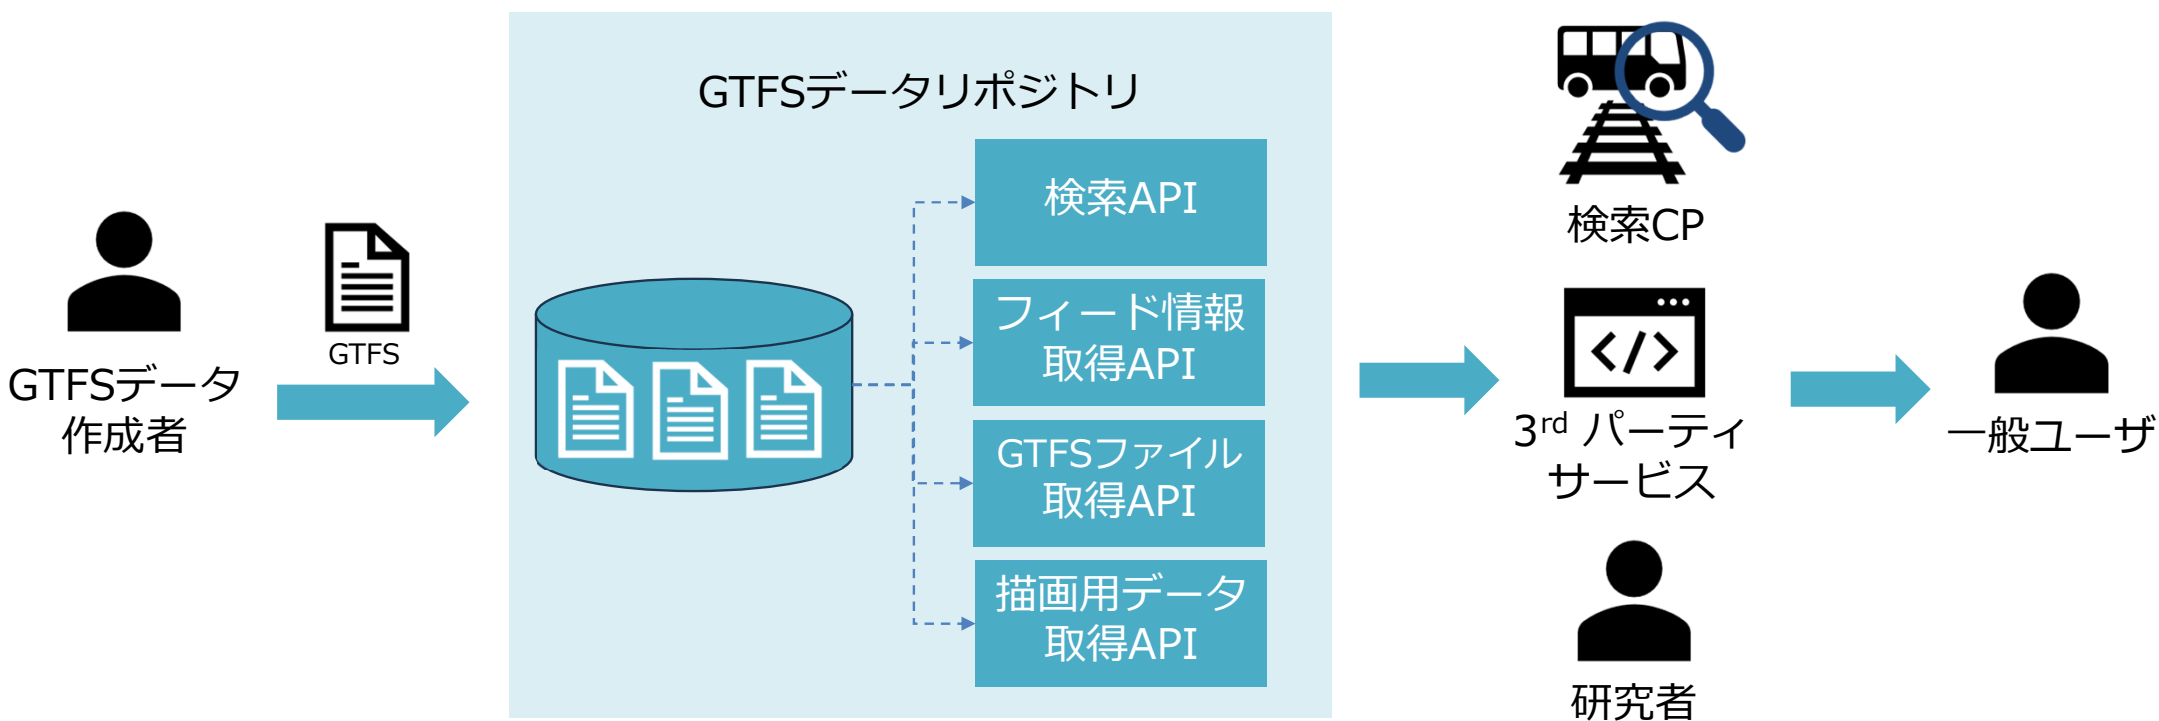 GTFSデータ
作成者
GTFS
GTFSデータリポジトリ
検索API
フィード情報
取得API
GTFSファイル
取得API
描画用データ
取得API
検索CP
</>
3rd パーティ
サービス
研究者
一般ユーザ